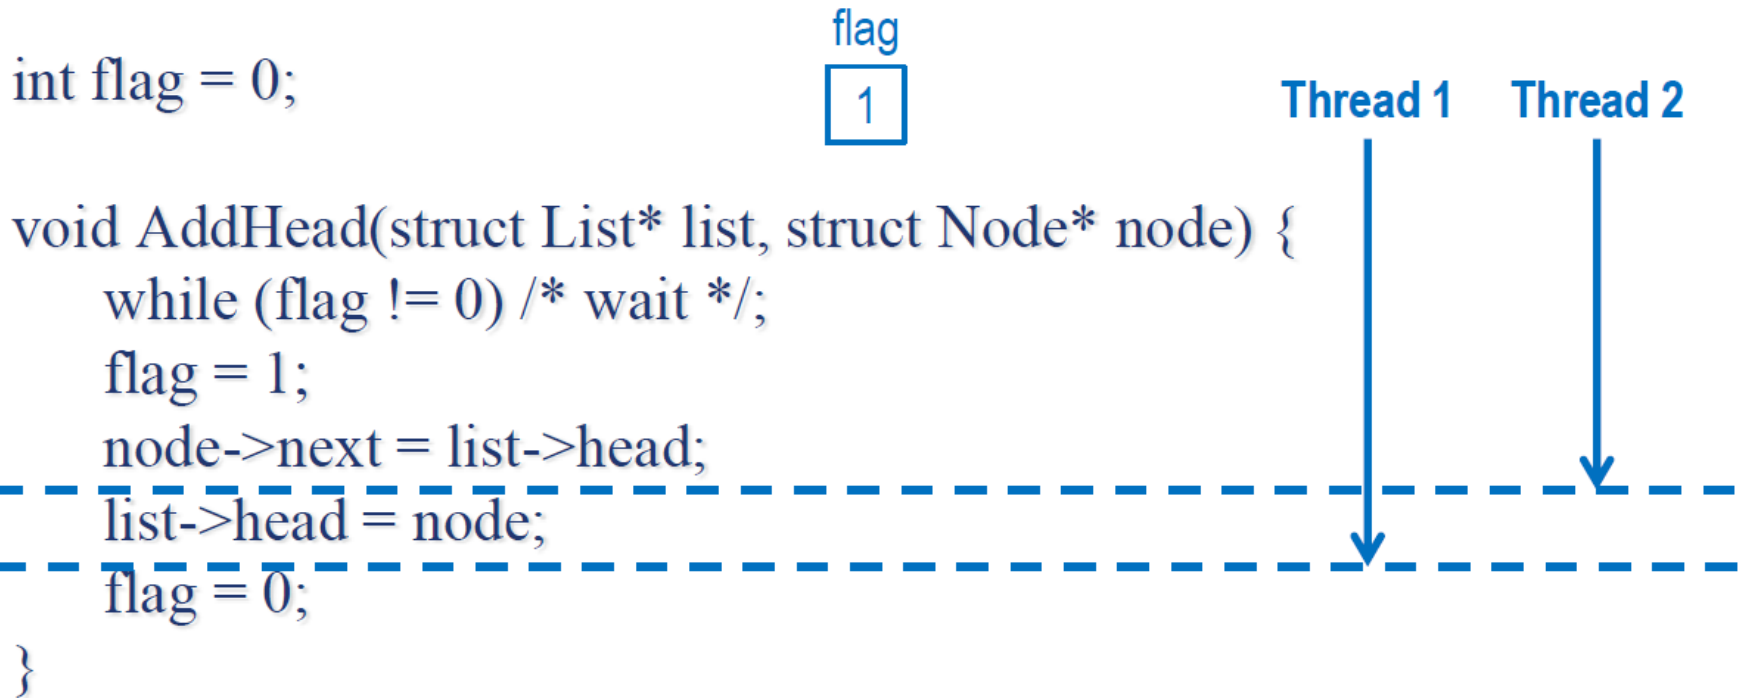 flag
int flag = 0;
1
Thread 1 Thread 2
void AddHead(struct List* list, struct Node* node) {
while (flag != 0) /* wait */;
flag = 1;
node->next = list->head;
list->head = node;
flag = 0;
}